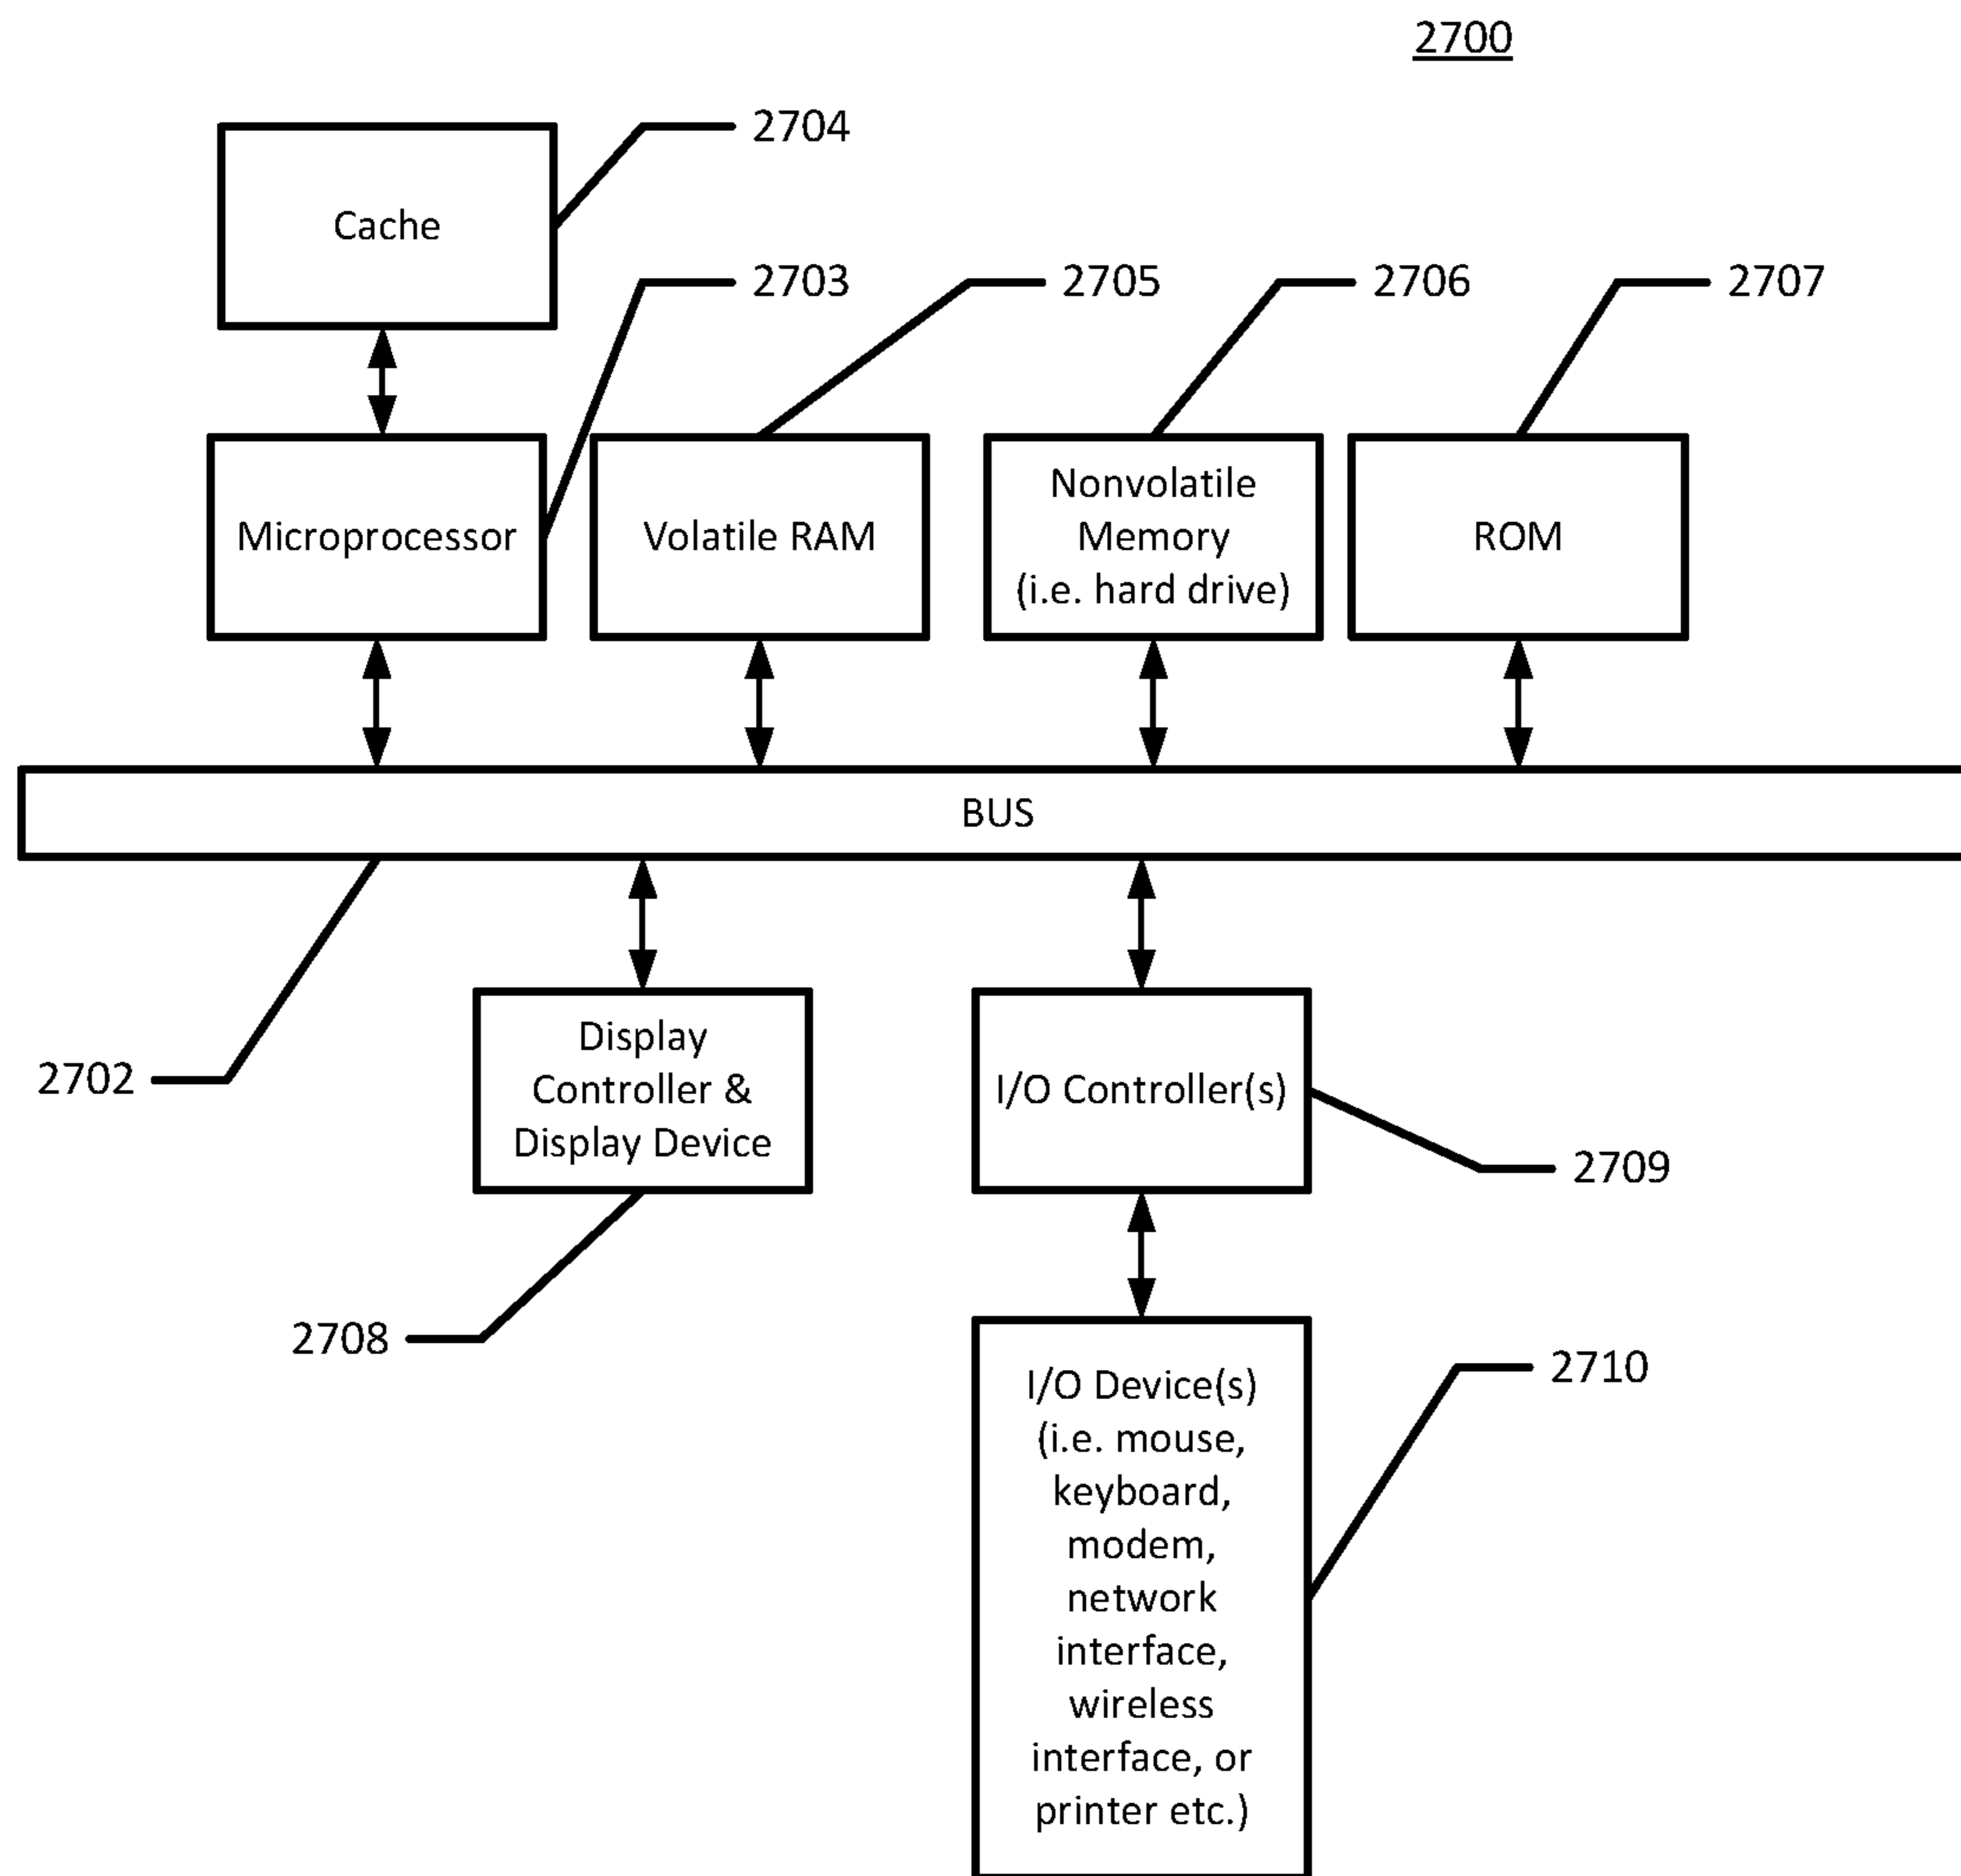 2700
2704
Cache
2703
2705
2706
2707
Microprocessor
Volatile RAM
Nonvolatile
Memory
(i.e. hard drive)
ROM
BUS
2702
Display
Controller &
Display Device
I/O Controller(s)
2709
2708
2710
I/O Device(s)
(i.e. mouse,
keyboard,
modem,
network
interface,
wireless
interface, or
printer etc.)